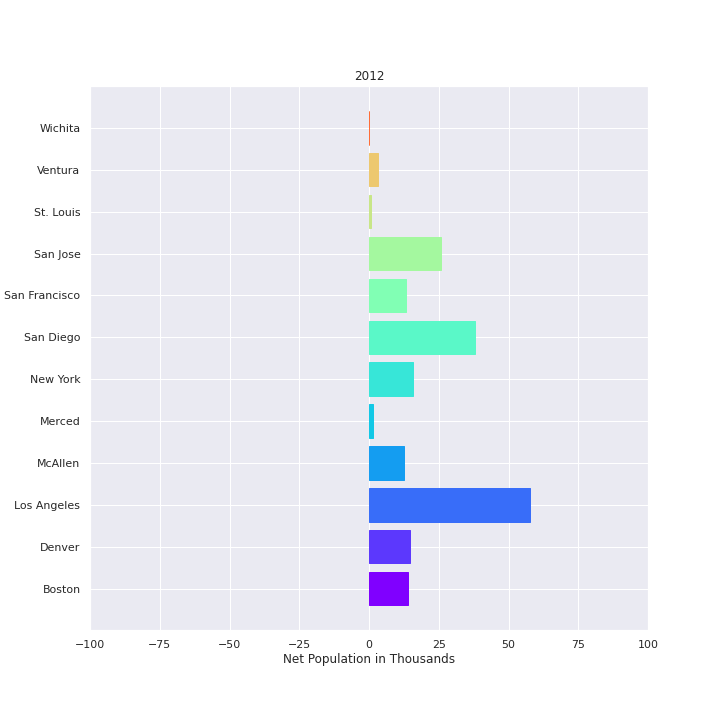 2012
Wichita
Ventura
St. Louis
San Jose
San Francisco
San Diego
New York
Merced
McAllen
Los Angeles
Denver
Boston
−100 −75 −50 −25 0 25 50 75 100
Net Population in Thousands